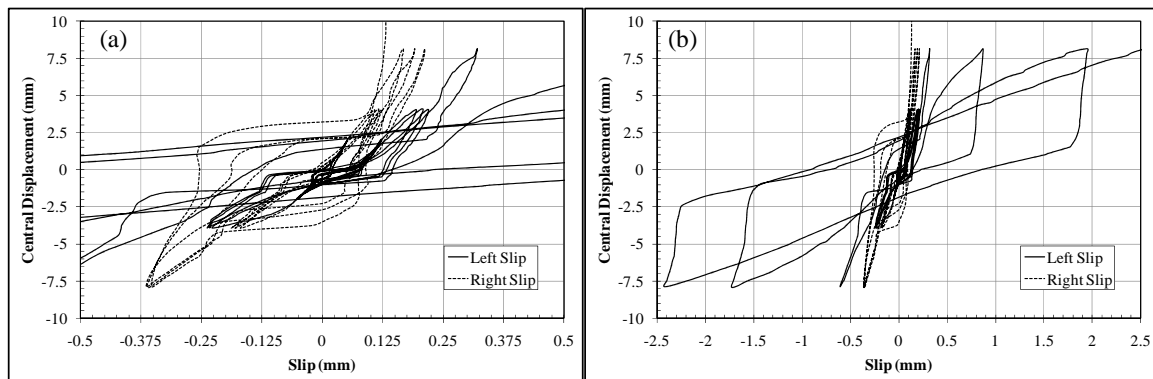 (a)
Central Displacement (mm)
10
7.5
5
2.5
0
-2.5
-5
-7.5
-10
-0.5 -0.375 -0.25 -0.125 0 0.125 0.25 0.375 0.5
Slip (mm)
Left Slip
Right Slip
(b)
Central Displacement (mm)
10
7.5
5
2.5
0
-2.5
-5
-7.5
-10
-2.5 -2 -1.5 -1 -0.5 0 0.5 1 1.5 2 2.5
Slip (mm)
Left Slip
Right Slip